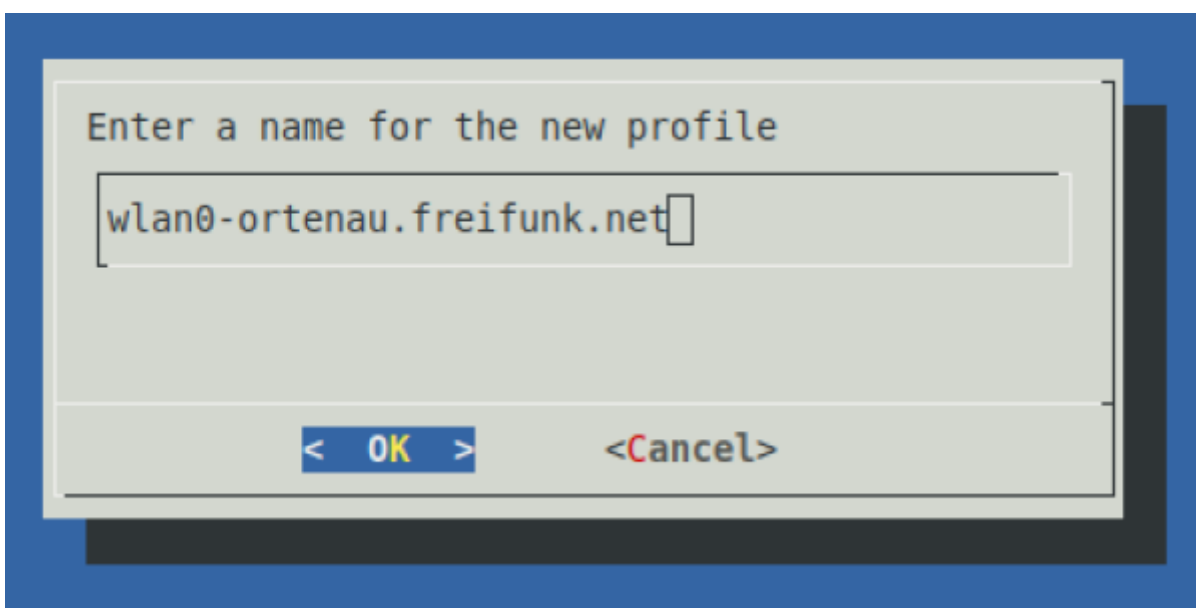 Enter a name for the new profile
wlan0-ortenau.freifunk.net
< OK > <Cancel>